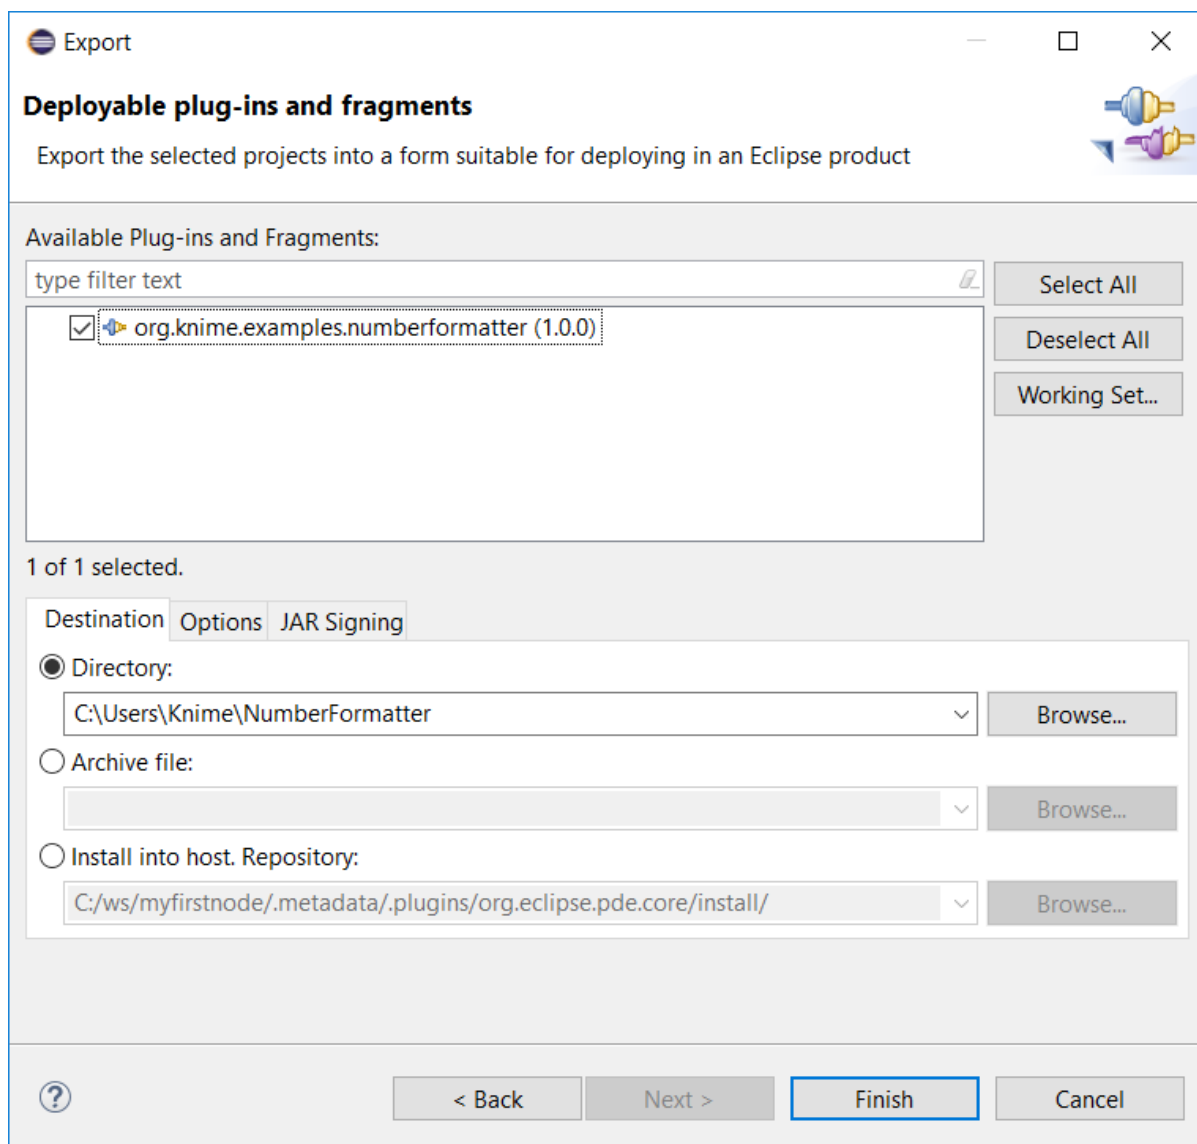 Export
Deployable plug-ins and fragments
Export the selected projects into a form suitable for deploying in an Eclipse product
Available Plug-ins and Fragments:
type filter text
Select All
org.knime.examples.numberformatter (1.0.0)
Deselect All
Working Set...
1 of 1 selected.
Destination Options JAR Signing
Directory:
C:\Users\Knime\NumberFormatter Browse...
Archive file:
Browse...
Install into host. Repository:
C:/ws/myfirstnode/.metadata/.plugins/org.eclipse.pde.core/install/ Browse...
? < Back Next > Finish Cancel